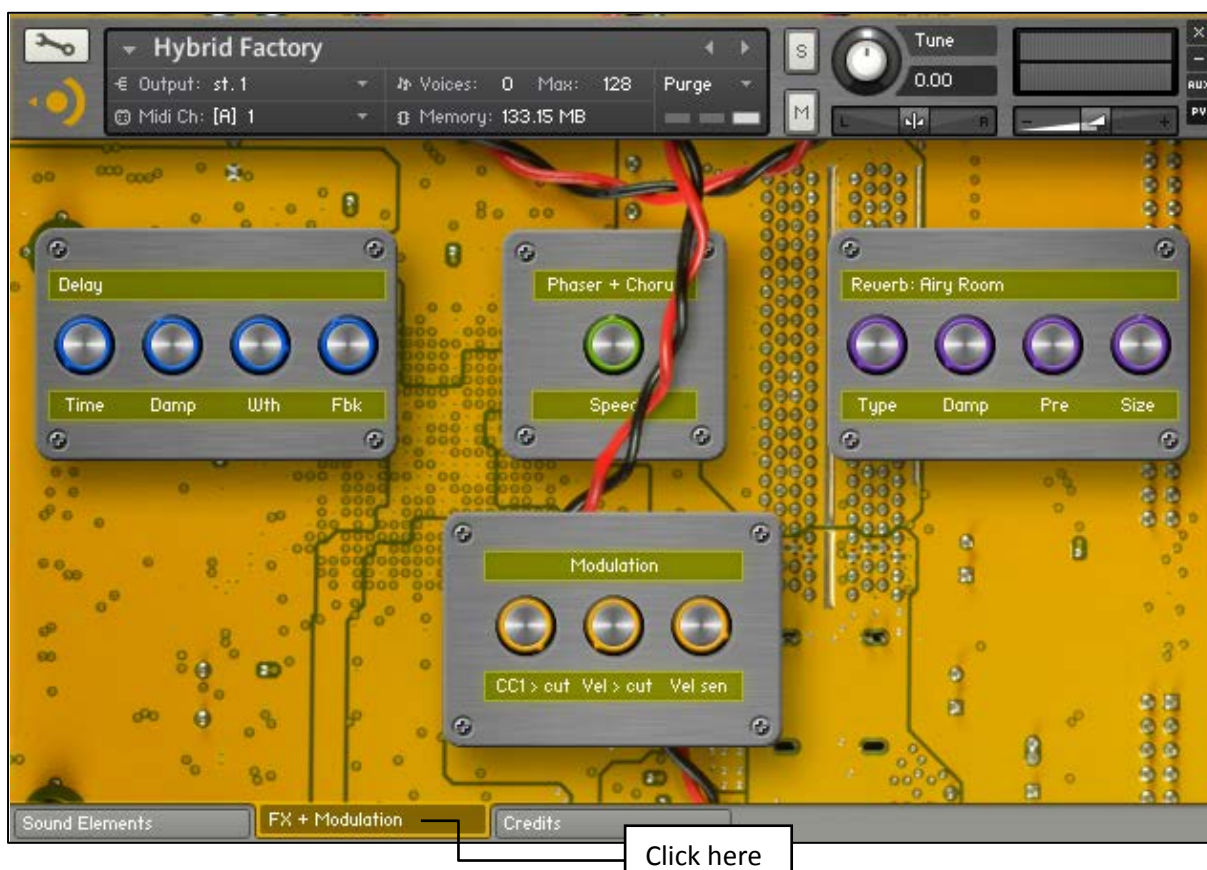 Hybrid Factory
Output: st. 1
Voices: 0 Max: 128
Purge
Midi Ch: [A] 1
Memory: 133.15 MB
S
M
Tune
0.00
L
R
-
+
×
-
AUX
PV
Delay
Time Damp Wth Fbk
Phaser + Choru
Speed
Reverb: Airy Room
Type Damp Pre Size
Modulation
CC1 > cut Vel > cut Vel sen
Sound Elements
FX + Modulation
Credits
Click here